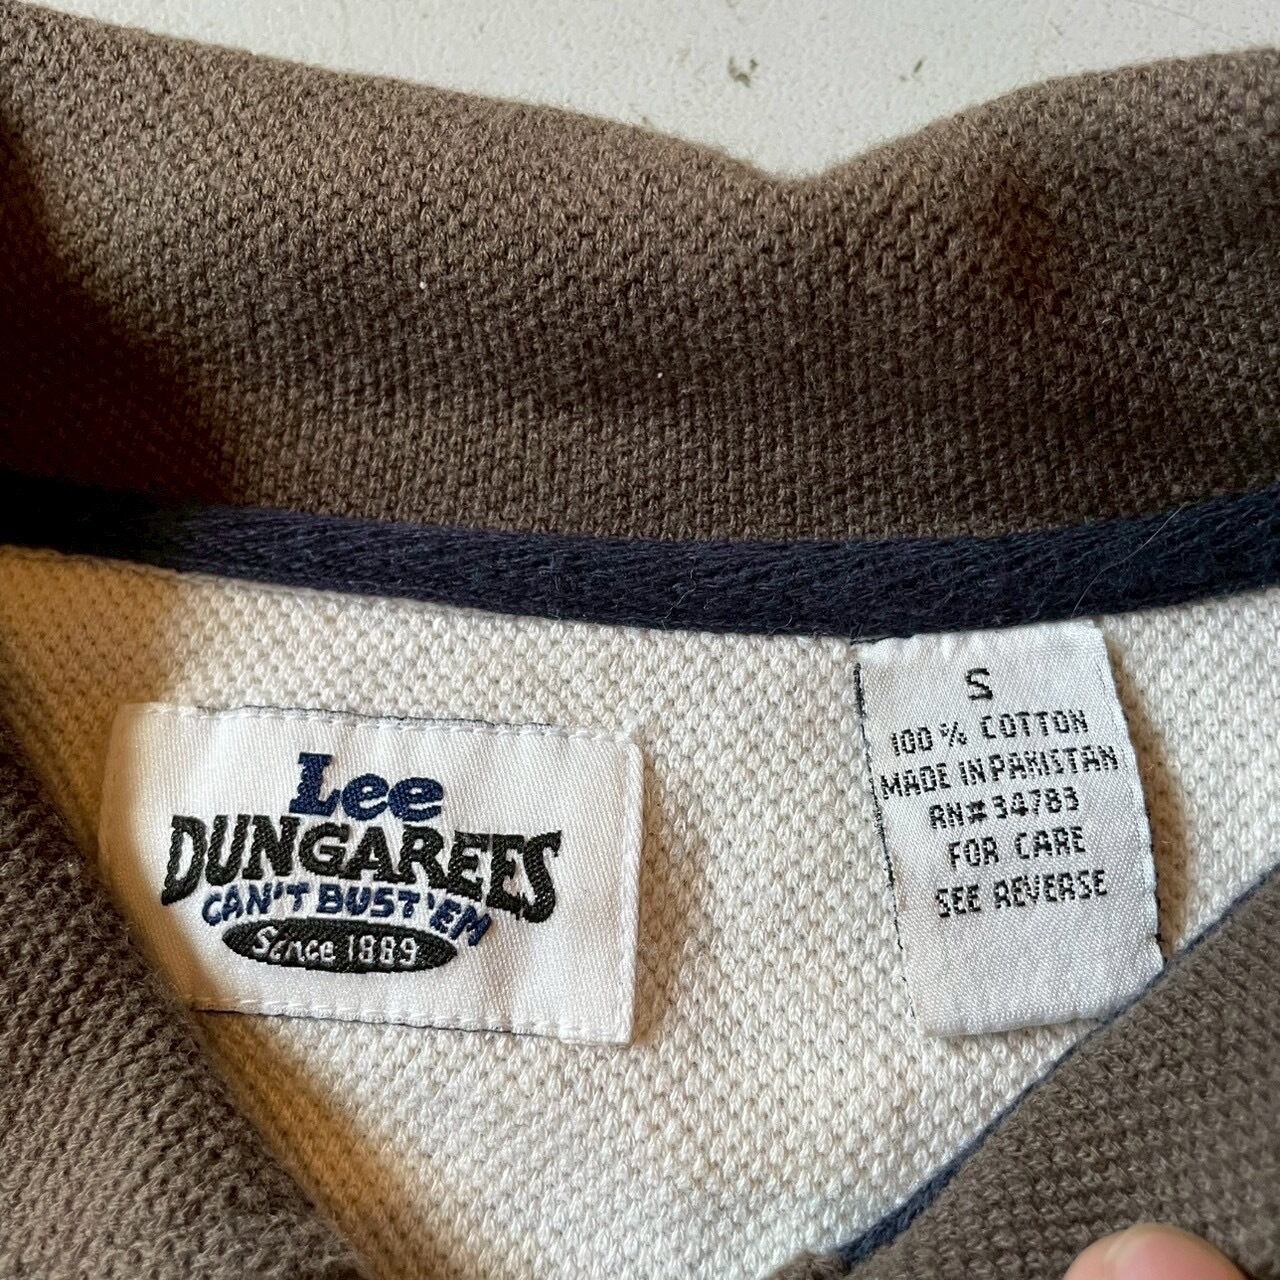 Lee
DUNGAREES
CAN'T BUST 'EM
Since 1889
S
100% COTTON
MADE IN PAKISTAN
RN#34783
FOR CARE
SEE REVERSE